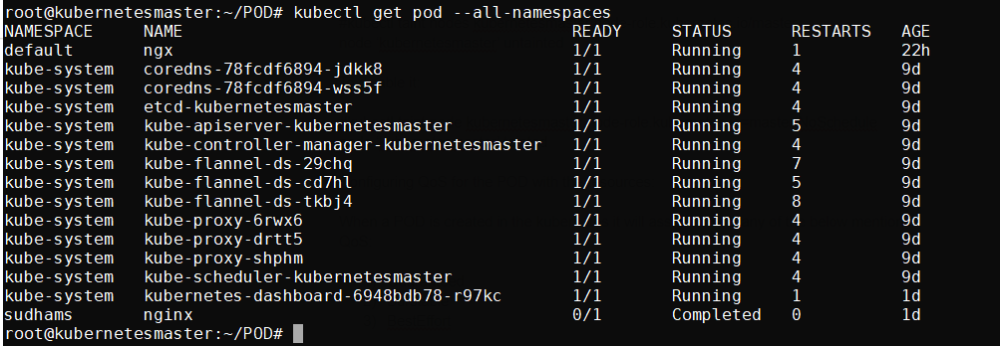 root@kubernetesmaster:~/POD# kubectl get pod --all-namespaces
NAMESPACE     NAME                                       READY     STATUS      RESTARTS   AGE
default       ngx                                        1/1       Running     1          22h
kube-system   coredns-78fcdf6894-jdkk8                   1/1       Running     4          9d
kube-system   coredns-78fcdf6894-wss5f                   1/1       Running     4          9d
kube-system   etcd-kubernetesmaster                      1/1       Running     4          9d
kube-system   kube-apiserver-kubernetesmaster            1/1       Running     5          9d
kube-system   kube-controller-manager-kubernetesmaster   1/1       Running     4          9d
kube-system   kube-flannel-ds-29chq                      1/1       Running     7          9d
kube-system   kube-flannel-ds-cd7hl                      1/1       Running     5          9d
kube-system   kube-flannel-ds-tkbj4                      1/1       Running     8          9d
kube-system   kube-proxy-6rwx6                           1/1       Running     4          9d
kube-system   kube-proxy-drtt5                           1/1       Running     4          9d
kube-system   kube-proxy-shphm                           1/1       Running     4          9d
kube-system   kube-scheduler-kubernetesmaster            1/1       Running     4          9d
kube-system   kubernetes-dashboard-6948bdb78-r97kc       1/1       Running     1          1d
sudhams       nginx                                      0/1       Completed   0          1d
root@kubernetesmaster:~/POD#